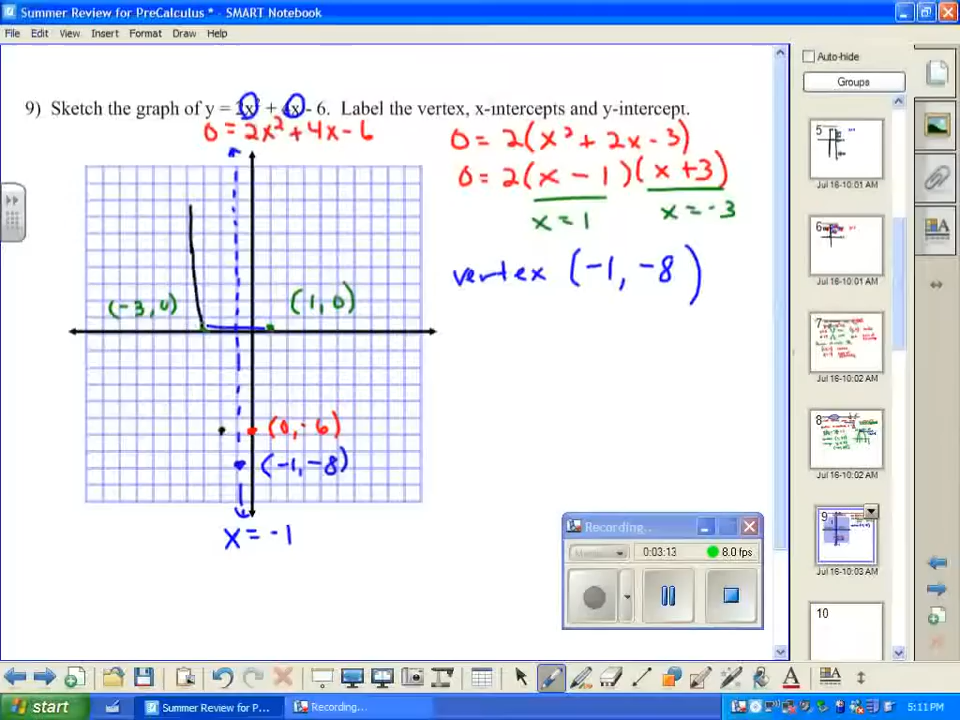 Summer Review for PreCalculus * - SMART Notebook
File Edit View Insert Format Draw Help
9) Sketch the graph of y = 2x² + 4x - 6. Label the vertex, x-intercepts and y-intercept.
0 = 2x² + 4x - 6
0 = 2(x² + 2x - 3)
0 = 2(x - 1)(x + 3)
x = 1 x = -3
vertex (-1, -8)
(-3, 0) (1, 0)
(0, -6)
(-1, -8)
x = -1
Auto-hide
Groups
5
Jul 16-10:01 AM
6
Jul 16-10:01 AM
7
Jul 16-10:02 AM
8
Jul 16-10:02 AM
9
Jul 16-10:03 AM
10
Recording...
0:03:13 8.0 fps
start
Summer Review for P...
Recording...
5:11 PM